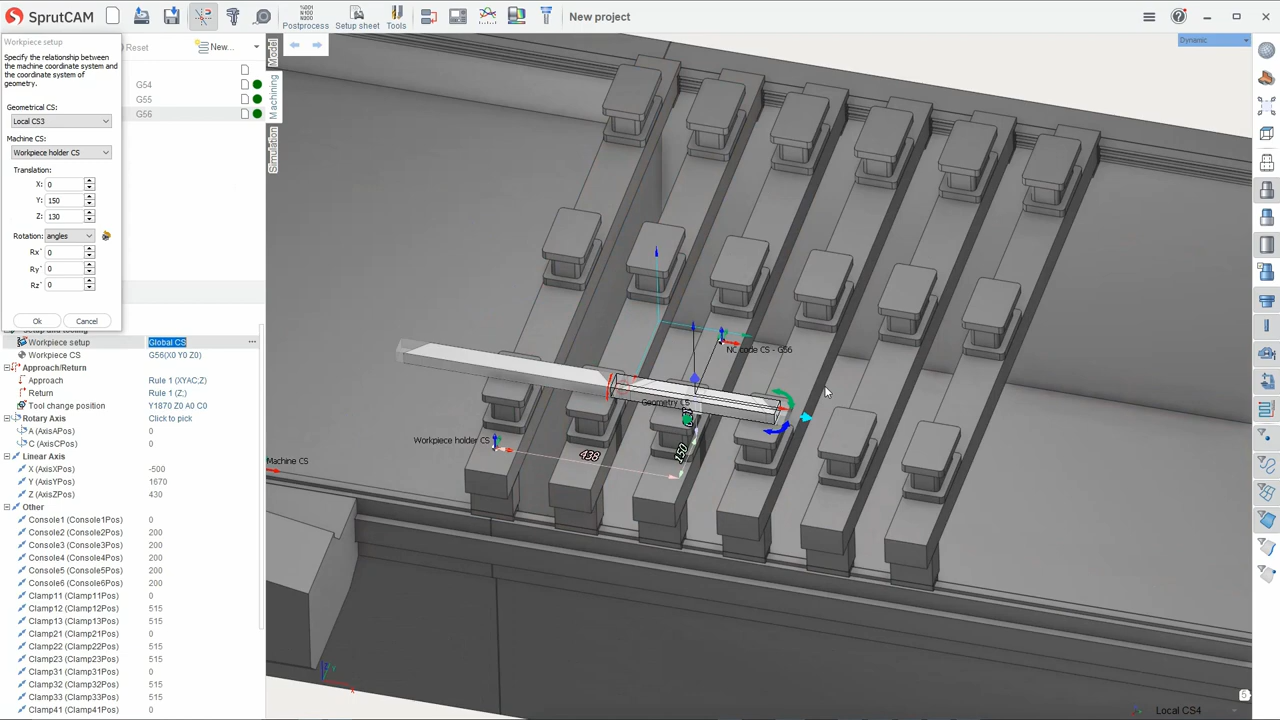 SprutCAM
%001
N10G0
N300
Postprocess
Setup sheet
Tools
New project
Workpiece setup
Reset
New...
Specify the relationship between
the machine coordinate system and
the coordinate system of
geometry.
Geometrical CS:
Local CS3
Machine CS:
Workpiece holder CS
Translation:
X: 0
Y: 150
Z: 130
Rotation: angles
Rx° 0
Ry° 0
Rz° 0
Ok
Cancel
G54
G55
G56
Model
Machining
Simulation
Dynamic
Workpiece setup Global CS
Workpiece CS G56(X0 Y0 Z0)
Approach/Return
Approach Rule 1 (XYAC;Z)
Return Rule 1 (Z;)
Tool change position Y1870 Z0 A0 C0
Rotary Axis Click to pick
A (AxisAPos) 0
C (AxisCPos) 0
Linear Axis
X (AxisXPos) -500
Y (AxisYPos) 1670
Z (AxisZPos) 430
Other
Console1 (Console1Pos) 0
Console2 (Console2Pos) 200
Console3 (Console3Pos) 200
Console4 (Console4Pos) 200
Console5 (Console5Pos) 200
Console6 (Console6Pos) 200
Clamp11 (Clamp11Pos) 0
Clamp12 (Clamp12Pos) 515
Clamp13 (Clamp13Pos) 515
Clamp21 (Clamp21Pos) 0
Clamp22 (Clamp22Pos) 515
Clamp23 (Clamp23Pos) 515
Clamp31 (Clamp31Pos) 0
Clamp32 (Clamp32Pos) 515
Clamp33 (Clamp33Pos) 515
Clamp41 (Clamp41Pos) 0
NC code CS - G56
Geometry CS
Workpiece holder CS
Machine CS
438
150
5
Local CS4